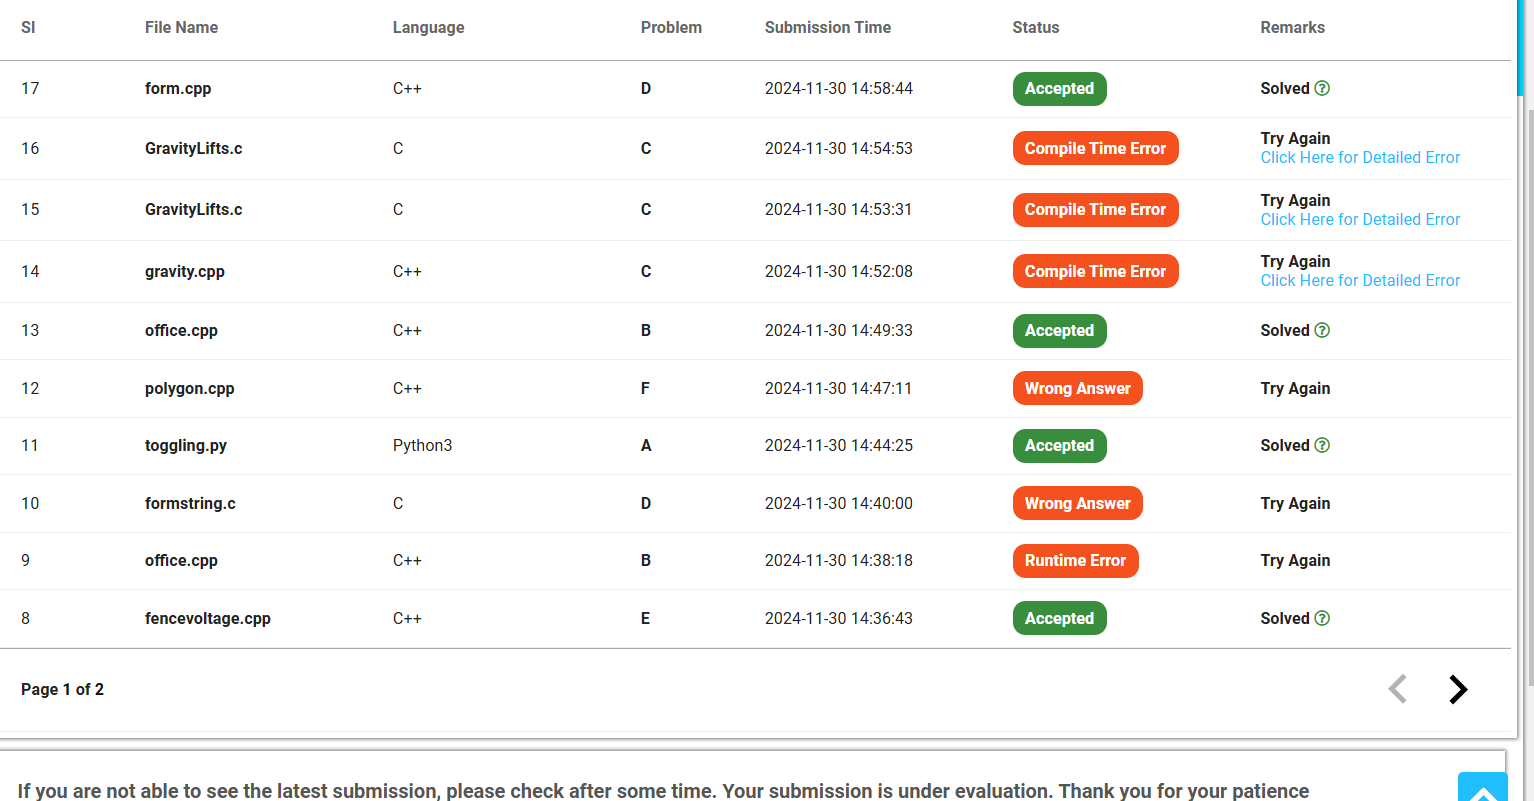 Sl File Name Language Problem Submission Time Status Remarks
17 form.cpp C++ D 2024-11-30 14:58:44 Accepted Solved
16 GravityLifts.c C C 2024-11-30 14:54:53 Compile Time Error Try Again
Click Here for Detailed Error
15 GravityLifts.c C C 2024-11-30 14:53:31 Compile Time Error Try Again
Click Here for Detailed Error
14 gravity.cpp C++ C 2024-11-30 14:52:08 Compile Time Error Try Again
Click Here for Detailed Error
13 office.cpp C++ B 2024-11-30 14:49:33 Accepted Solved
12 polygon.cpp C++ F 2024-11-30 14:47:11 Wrong Answer Try Again
11 toggling.py Python3 A 2024-11-30 14:44:25 Accepted Solved
10 formstring.c C D 2024-11-30 14:40:00 Wrong Answer Try Again
9 office.cpp C++ B 2024-11-30 14:38:18 Runtime Error Try Again
8 fencevoltage.cpp C++ E 2024-11-30 14:36:43 Accepted Solved
Page 1 of 2
If you are not able to see the latest submission, please check after some time. Your submission is under evaluation. Thank you for your patience